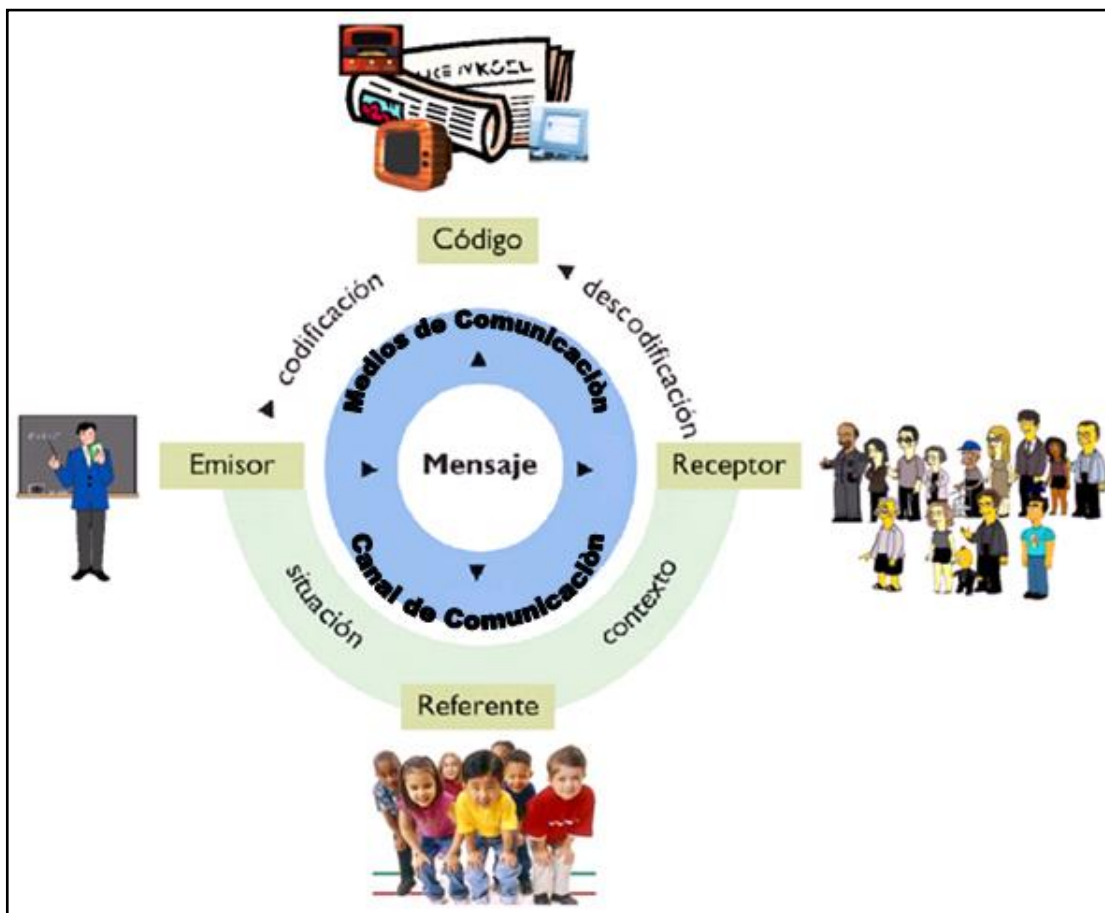 Código
codificación
descodificación
Medios de Comunicaciòn
Emisor
Mensaje
Receptor
Canal de Comunicaciòn
situación
contexto
Referente